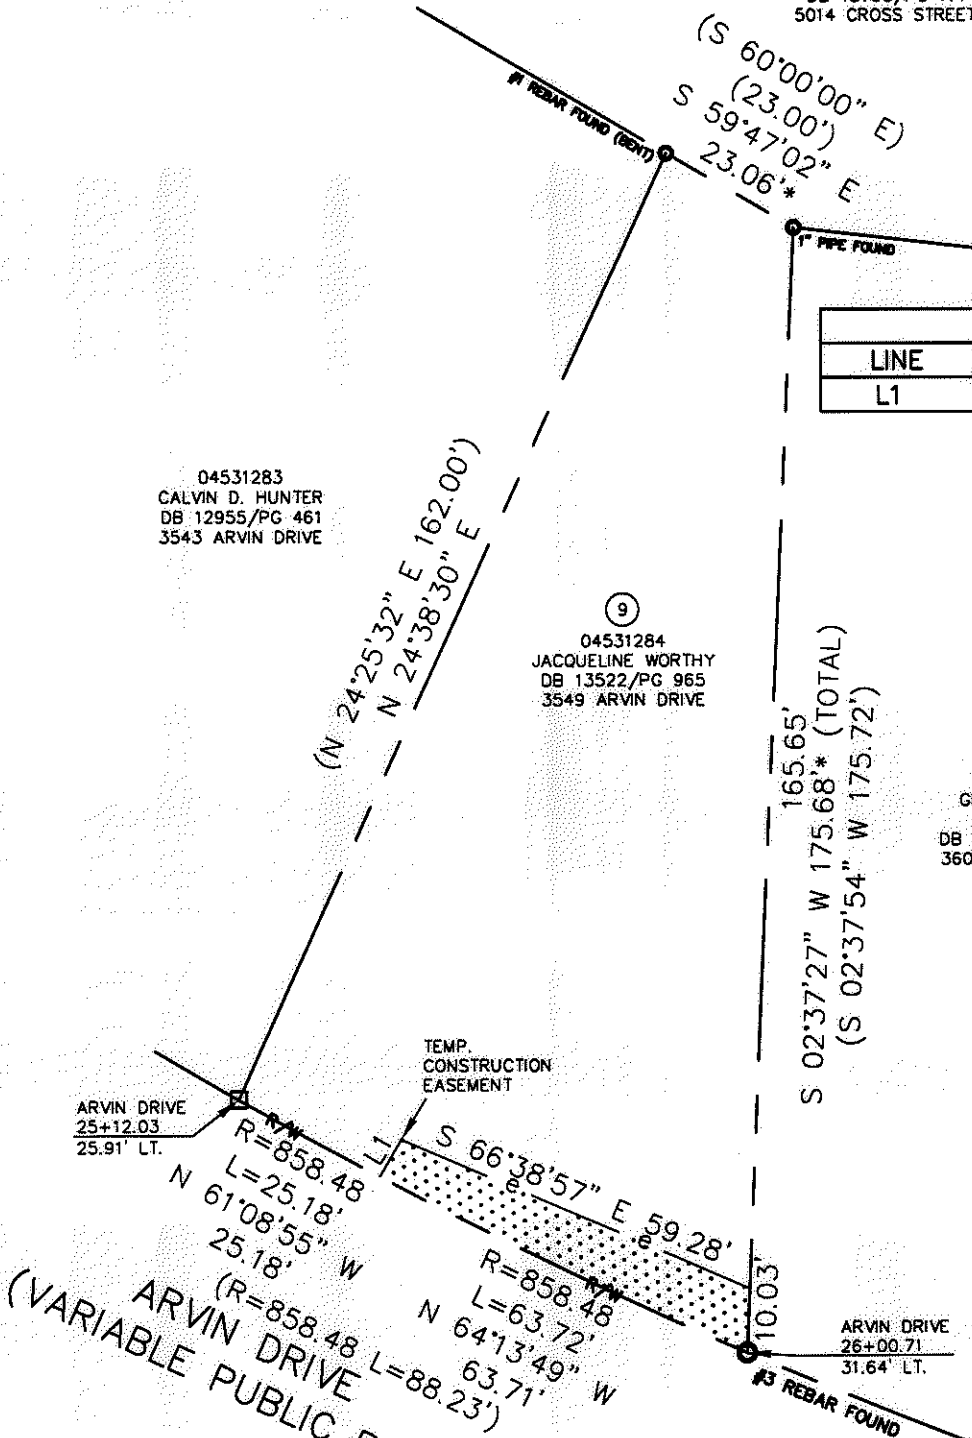 5014 CROSS STREET
(S 60°00'00" E)
(23.00')
S 59°47'02" E
23.06'*
#4 REBAR FOUND (BENT)
1" PIPE FOUND
LINE
L1
04531283
CALVIN D. HUNTER
DB 12955/PG 461
3543 ARVIN DRIVE
(N 24°25'32" E 162.00')
N 24°38'30" E
9
04531284
JACQUELINE WORTHY
DB 13522/PG 965
3549 ARVIN DRIVE
165.65'
S 02°37'27" W 175.68'* (TOTAL)
(S 02°37'54" W 175.72')
G
DB
360
TEMP.
CONSTRUCTION
EASEMENT
ARVIN DRIVE
25+12.03
25.91' LT.
R/W
L1
S 66°38'57" E 59.28'
e
e
R=858.48
L=25.18'
N 61°08'55" W
25.18'
(R=858.48 L=88.23')
R/W
R=858.48
L=63.72'
N 64°13'49" W
63.71'
10.03'
ARVIN DRIVE
26+00.71
31.64' LT.
#3 REBAR FOUND
ARVIN DRIVE
(VARIABLE PUBLIC